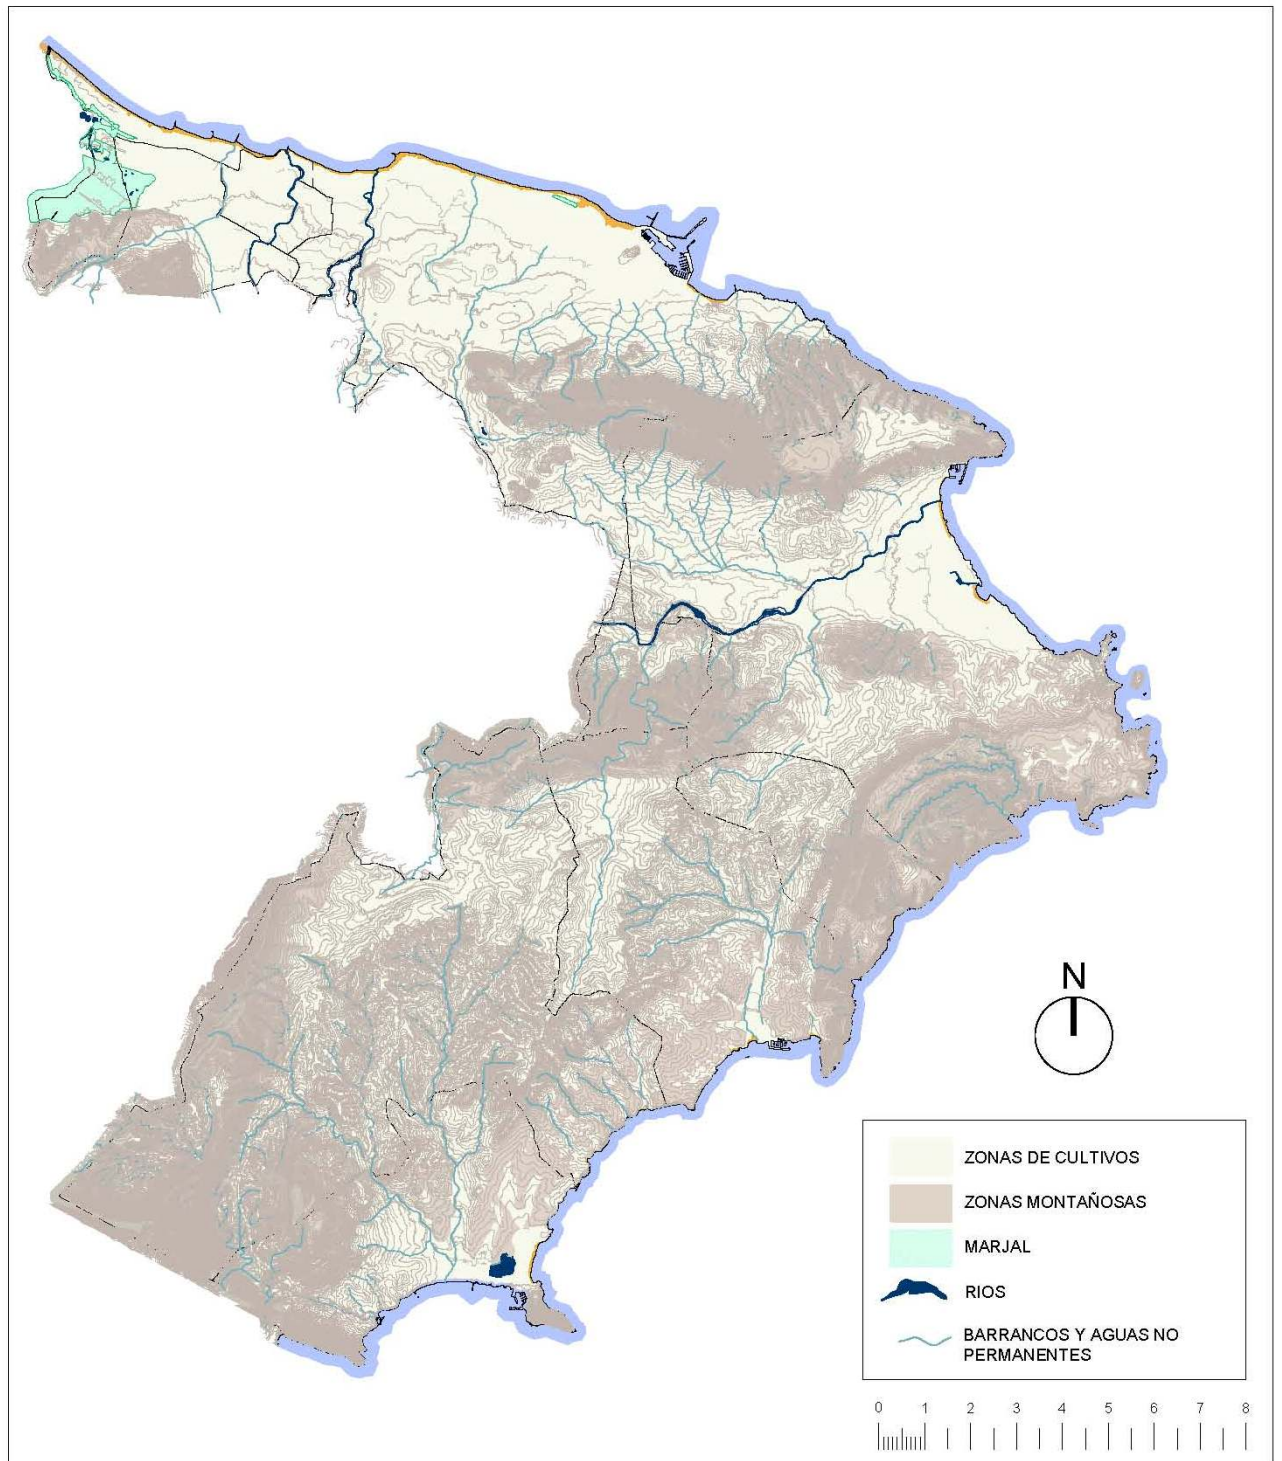 N
ZONAS DE CULTIVOS
ZONAS MONTAÑOSAS
MARJAL
RIOS
BARRANCOS Y AGUAS NO
PERMANENTES
0 1 2 3 4 5 6 7 8